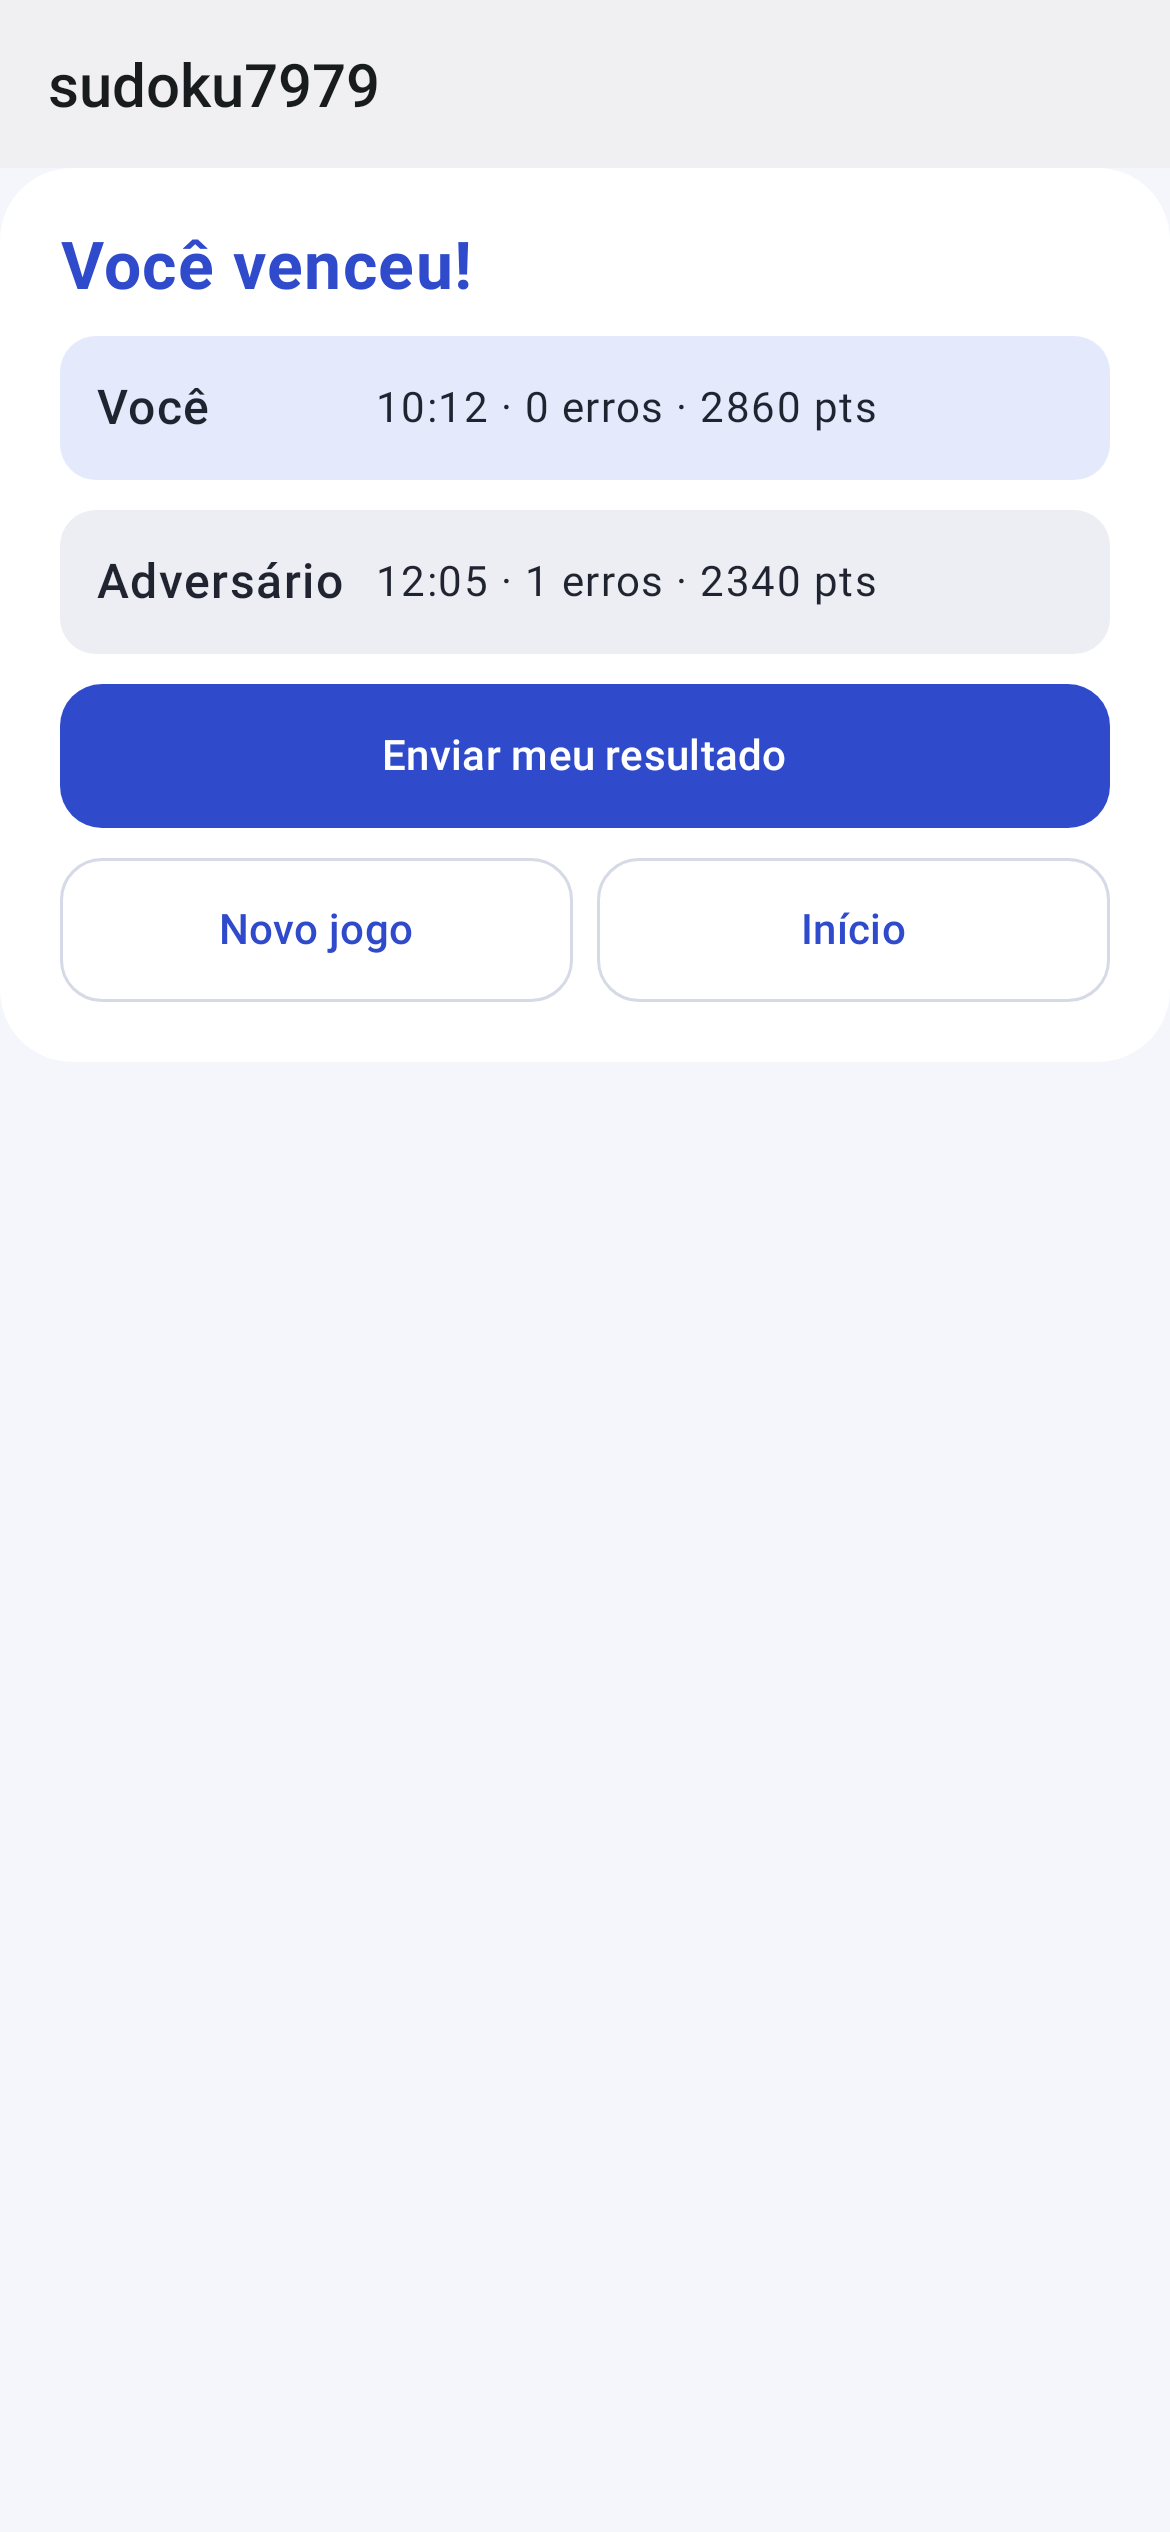 sudoku7979
Você venceu!
Você 10:12 · 0 erros · 2860 pts
Adversário 12:05 · 1 erros · 2340 pts
Enviar meu resultado
Novo jogo Início